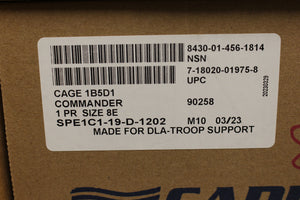 8430-01-456-1814
NSN
7-18020-01975-8
UPC
CAGE 1B5D1
COMMANDER 90258
1 PR SIZE 8E
SPE1C1-19-D-1202 M10 03/23
MADE FOR DLA-TROOP SUPPORT